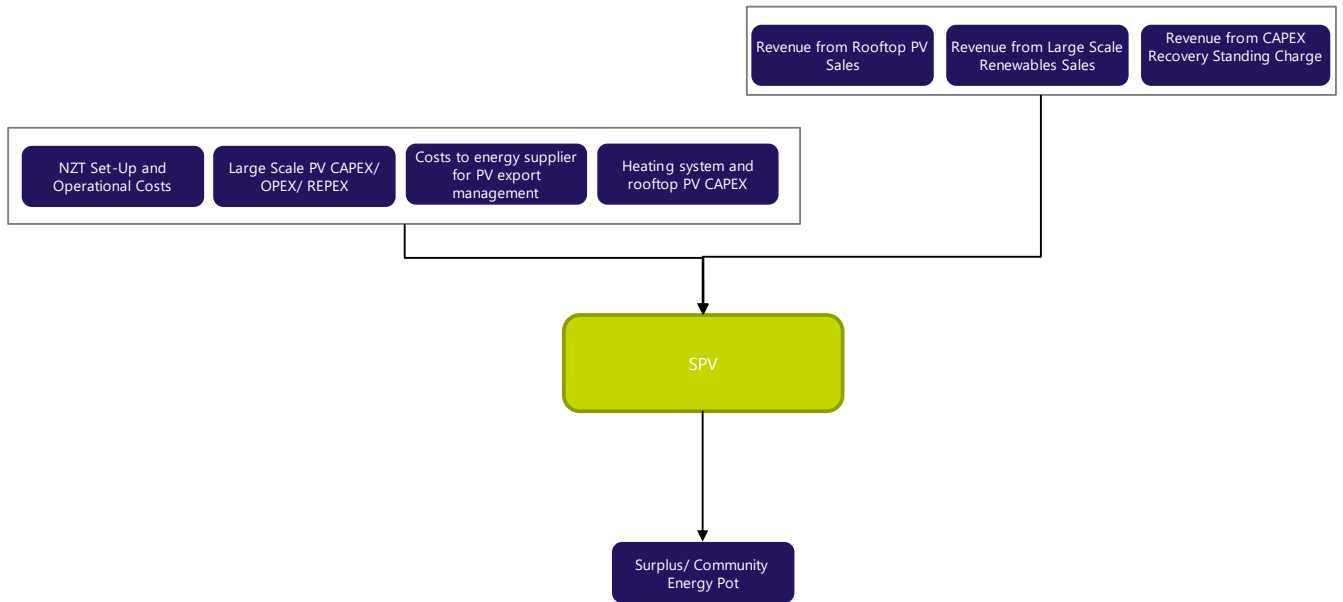 Revenue from Rooftop PV
Sales
Revenue from Large Scale
Renewables Sales
Revenue from CAPEX
Recovery Standing Charge
NZT Set-Up and
Operational Costs
Large Scale PV CAPEX/
OPEX/ REPEX
Costs to energy supplier
for PV export
management
Heating system and
rooftop PV CAPEX
SPV
Surplus/ Community
Energy Pot